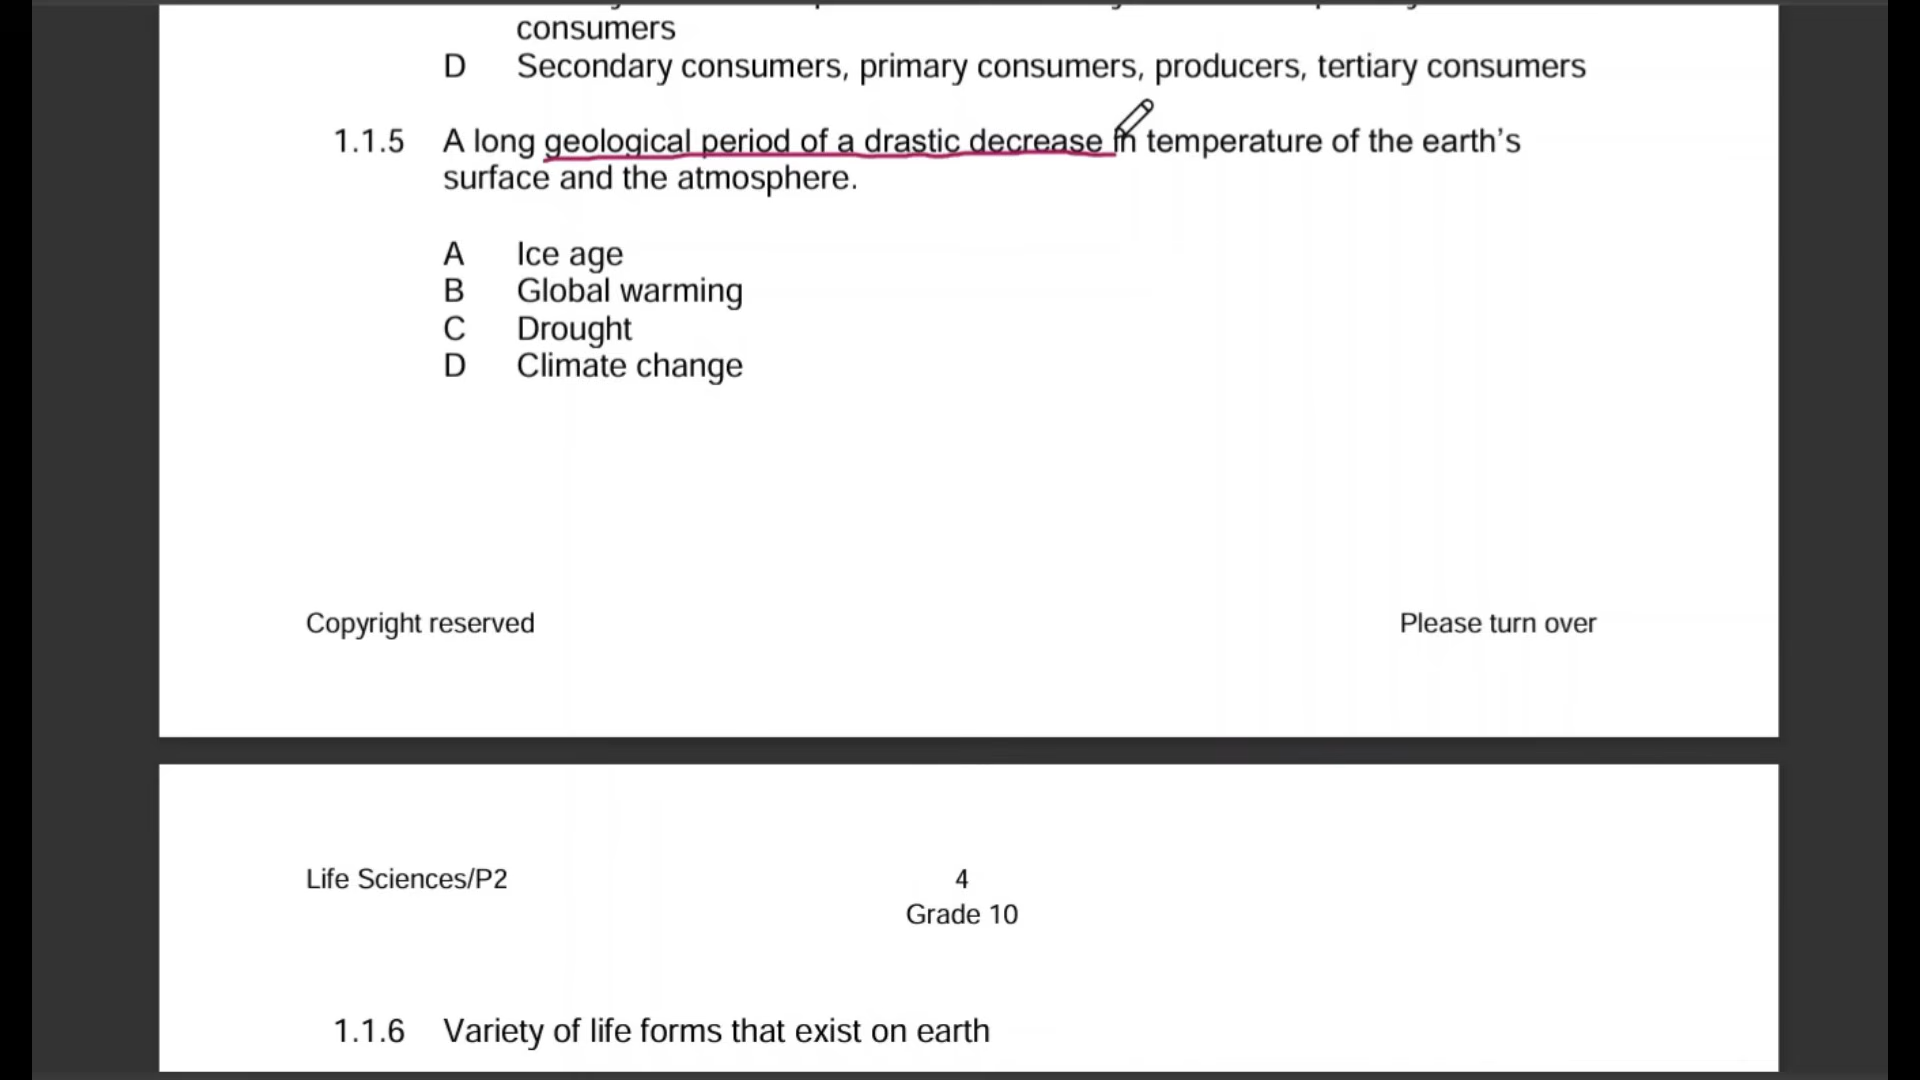 consumers
D Secondary consumers, primary consumers, producers, tertiary consumers
1.1.5 A long geological period of a drastic decrease in temperature of the earth’s
surface and the atmosphere.
A Ice age
B Global warming
C Drought
D Climate change
Copyright reserved Please turn over
Life Sciences/P2 4
Grade 10
1.1.6 Variety of life forms that exist on earth